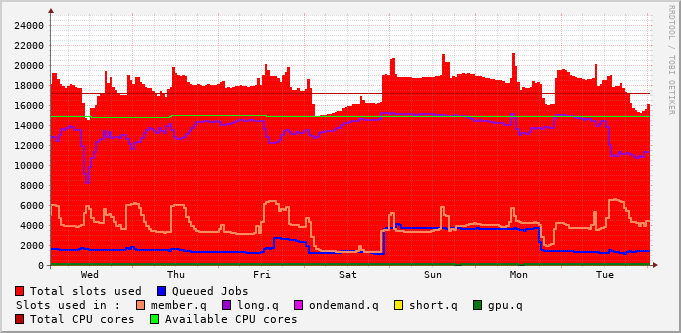 24000
22000
20000
18000
16000
14000
12000
10000
8000
6000
4000
2000
0
Wed Thu Fri Sat Sun Mon Tue
RRDTOOL / TOBI OETIKER
Total slots used Queued Jobs
Slots used in : member.q long.q ondemand.q short.q gpu.q
Total CPU cores Available CPU cores